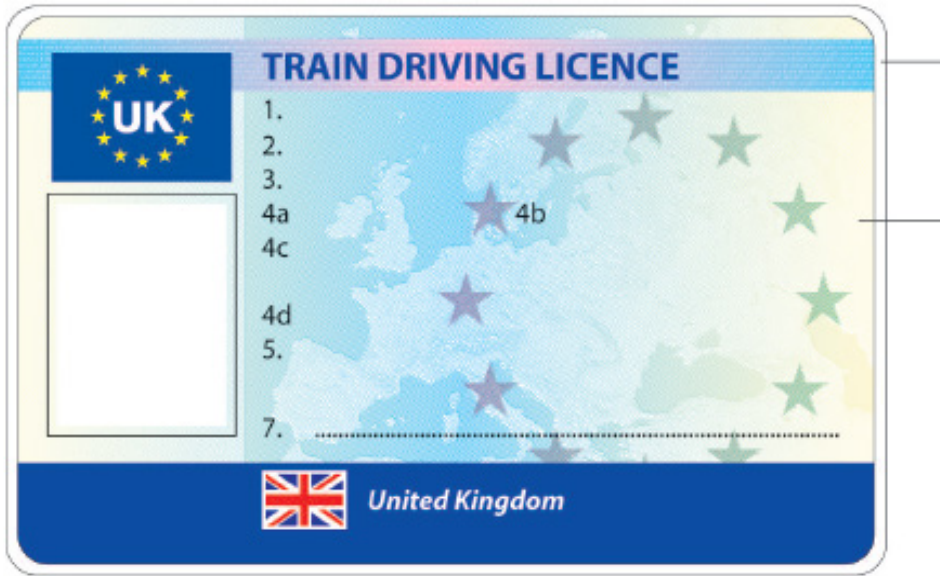 UK
TRAIN DRIVING LICENCE
1.
2.
3.
4a 4b
4c
4d
5.
7.
United Kingdom